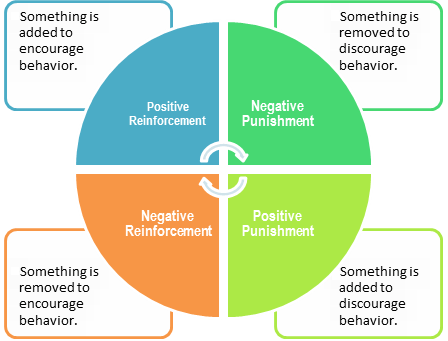 Something is
added to
encourage
behavior.
Something is
removed to
discourage
behavior.
Positive
Reinforcement
Negative
Punishment
Negative
Reinforcement
Positive
Punishment
Something is
removed to
encourage
behavior.
Something is
added to
discourage
behavior.